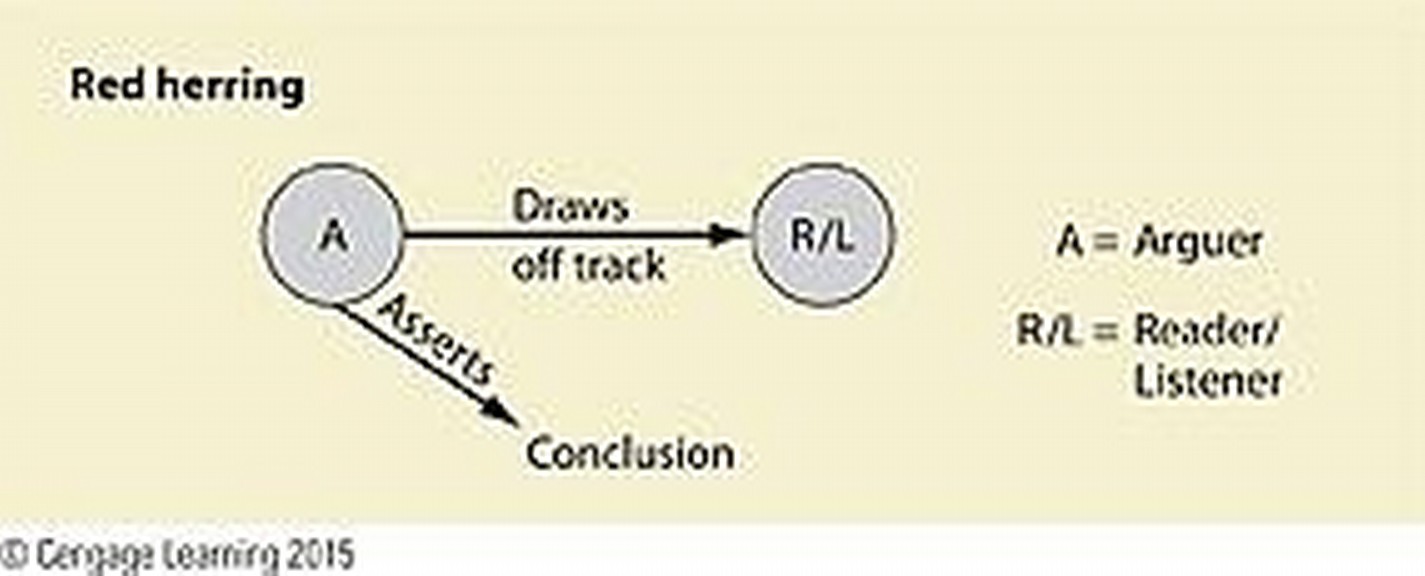 Red herring
A
Draws
off track
R/L
Asserts
Conclusion
A = Arguer
R/L = Reader/
Listener
© Cengage Learning 2015